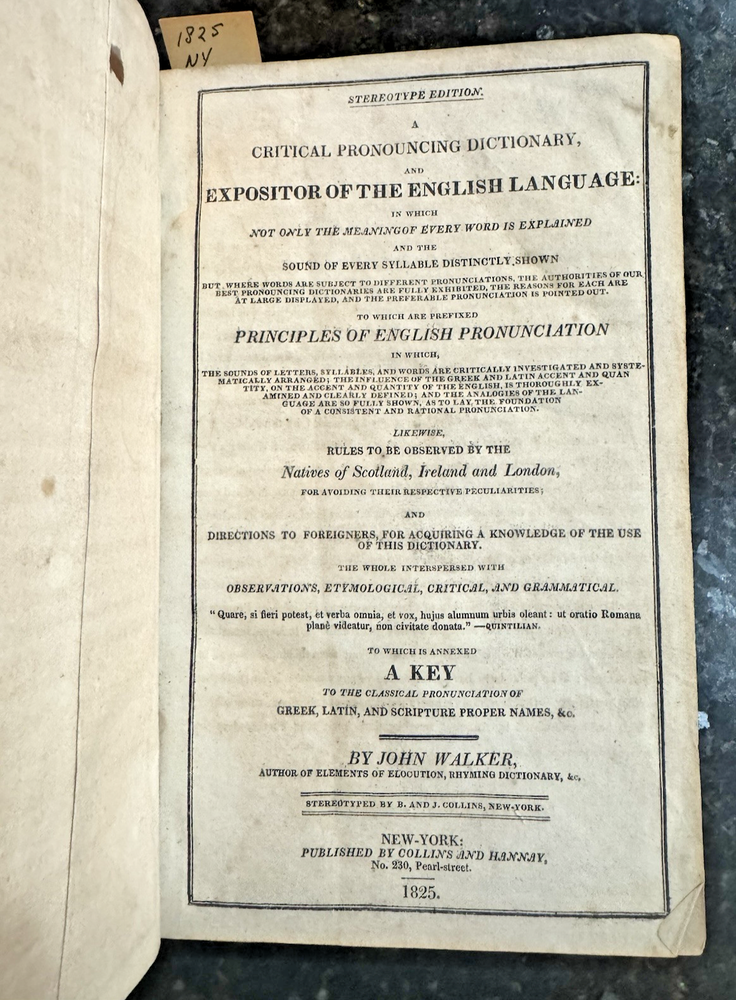 1825
NY
STEREOTYPE EDITION.
A
CRITICAL PRONOUNCING DICTIONARY,
AND
EXPOSITOR OF THE ENGLISH LANGUAGE:
IN WHICH
NOT ONLY THE MEANING OF EVERY WORD IS EXPLAINED
AND THE
SOUND OF EVERY SYLLABLE DISTINCTLY SHOWN
BUT, WHERE WORDS ARE SUBJECT TO DIFFERENT PRONUNCIATIONS, THE AUTHORITIES OF OUR
BEST PRONOUNCING DICTIONARIES ARE FULLY EXHIBITED, THE REASONS FOR EACH ARE
AT LARGE DISPLAYED, AND THE PREFERABLE PRONUNCIATION IS POINTED OUT.
TO WHICH ARE PREFIXED
PRINCIPLES OF ENGLISH PRONUNCIATION
IN WHICH,
THE SOUNDS OF LETTERS, SYLLABLES, AND WORDS ARE CRITICALLY INVESTIGATED AND SYSTE-
MATICALLY ARRANGED; THE INFLUENCE OF THE GREEK AND LATIN ACCENT AND QUAN
TITY, ON THE ACCENT AND QUANTITY OF THE ENGLISH, IS THOROUGHLY EX-
AMINED AND CLEARLY DEFINED; AND THE ANALOGIES OF THE LAN-
GUAGE ARE SO FULLY SHOWN, AS TO LAY THE FOUNDATION
OF A CONSISTENT AND RATIONAL PRONUNCIATION.
LIKEWISE,
RULES TO BE OBSERVED BY THE
Natives of Scotland, Ireland and London,
FOR AVOIDING THEIR RESPECTIVE PECULIARITIES;
AND
DIRECTIONS TO FOREIGNERS, FOR ACQUIRING A KNOWLEDGE OF THE USE
OF THIS DICTIONARY.
THE WHOLE INTERSPERSED WITH
OBSERVATIONS, ETYMOLOGICAL, CRITICAL, AND GRAMMATICAL.
“Quare, si fieri potest, et verba omnia, et vox, hujus alumnum urbis oleant: ut oratio Romana
planê videatur, non civitate donata.” —QUINTILIAN.
TO WHICH IS ANNEXED
A KEY
TO THE CLASSICAL PRONUNCIATION OF
GREEK, LATIN, AND SCRIPTURE PROPER NAMES, &c.
BY JOHN WALKER,
AUTHOR OF ELEMENTS OF ELOCUTION, RHYMING DICTIONARY, &c.
STEREOTYPED BY B. AND J. COLLINS, NEW-YORK.
NEW-YORK:
PUBLISHED BY COLLINS AND HANNAY,
No. 230, Pearl-street.
1825.